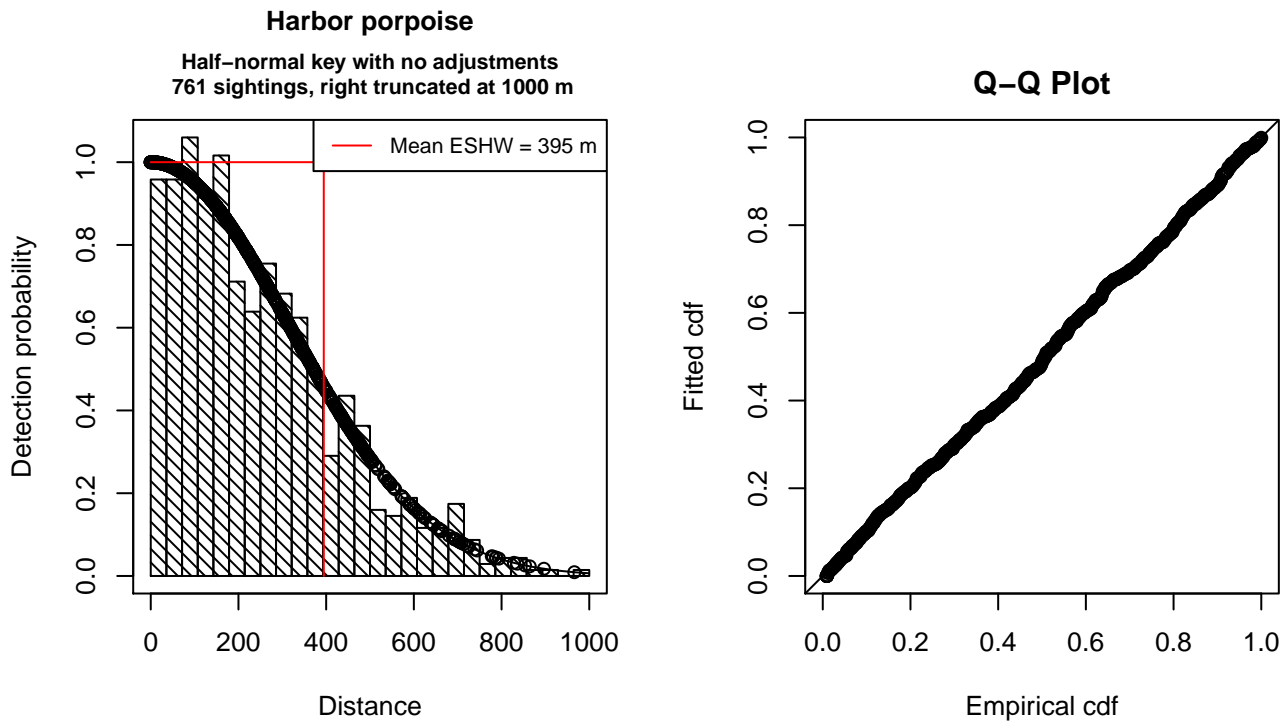 Harbor porpoise
Half−normal key with no adjustments
761 sightings, right truncated at 1000 m
Mean ESHW = 395 m
Detection probability
0.0 0.2 0.4 0.6 0.8 1.0
0 200 400 600 800 1000
Distance
Q−Q Plot
Fitted cdf
0.0 0.2 0.4 0.6 0.8 1.0
0.0 0.2 0.4 0.6 0.8 1.0
Empirical cdf